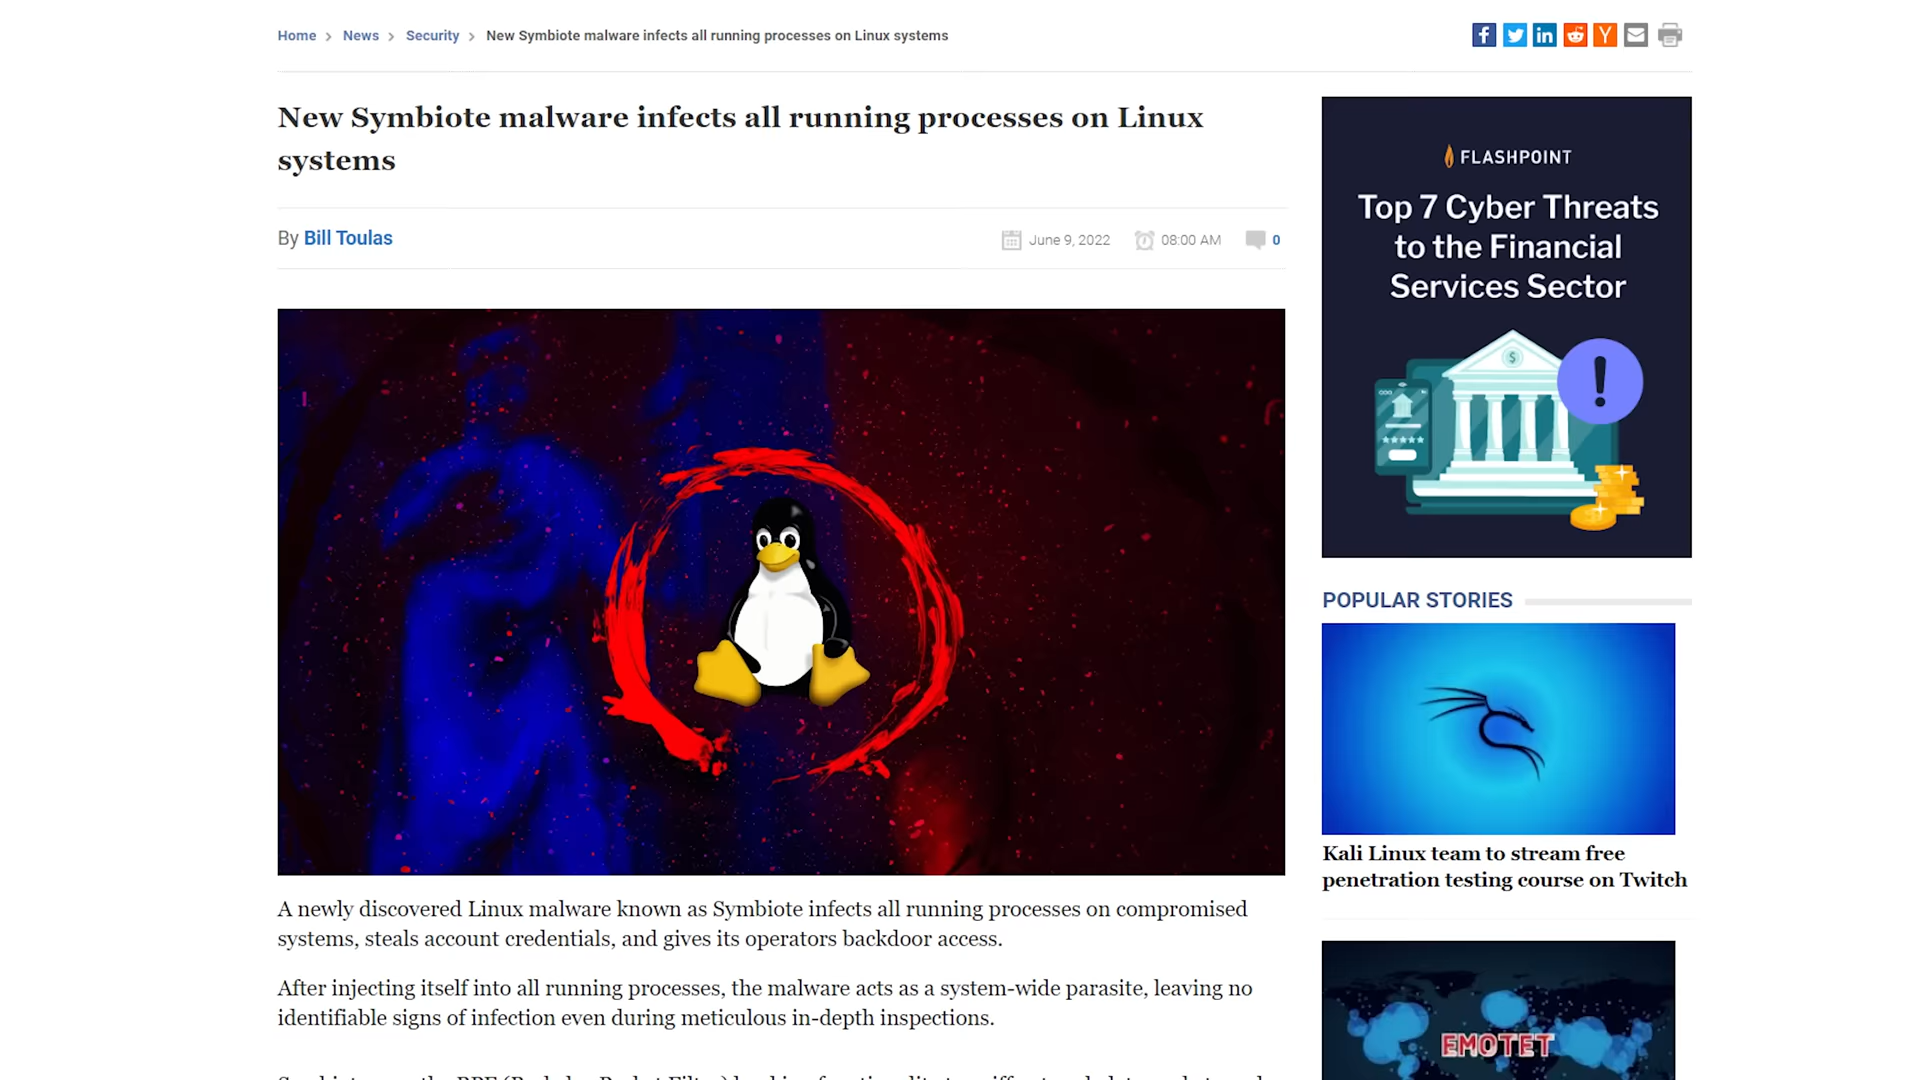 Home > News > Security > New Symbiote malware infects all running processes on Linux systems
New Symbiote malware infects all running processes on Linux
systems
By Bill Toulas
June 9, 2022
08:00 AM
0
A newly discovered Linux malware known as Symbiote infects all running processes on compromised
systems, steals account credentials, and gives its operators backdoor access.
After injecting itself into all running processes, the malware acts as a system-wide parasite, leaving no
identifiable signs of infection even during meticulous in-depth inspections.
FLASHPOINT
Top 7 Cyber Threats
to the Financial
Services Sector
POPULAR STORIES
Kali Linux team to stream free
penetration testing course on Twitch
EMOTET